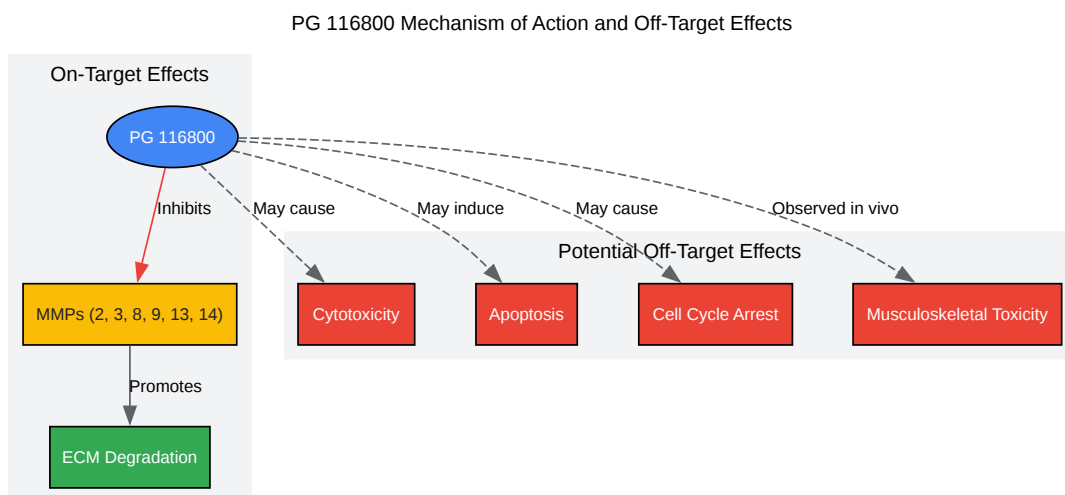 PG 116800 Mechanism of Action and Off-Target Effects
On-Target Effects
PG 116800
Inhibits
May cause
May induce
May cause
Observed in vivo
Potential Off-Target Effects
MMPs (2, 3, 8, 9, 13, 14)
Cytotoxicity
Apoptosis
Cell Cycle Arrest
Musculoskeletal Toxicity
Promotes
ECM Degradation